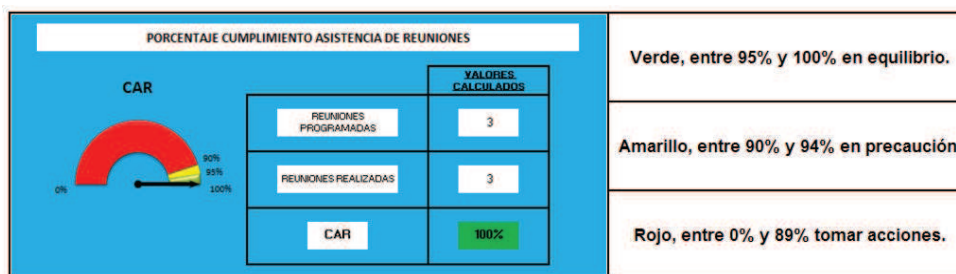 PORCENTAJE CUMPLIMIENTO ASISTENCIA DE REUNIONES
CAR
0%
90%
95%
100%
VALORES
CALCULADOS
REUNIONES
PROGRAMADAS
3
REUNIONES REALIZADAS
3
CAR
100%
Verde, entre 95% y 100% en equilibrio.
Amarillo, entre 90% y 94% en precaución
Rojo, entre 0% y 89% tomar acciones.